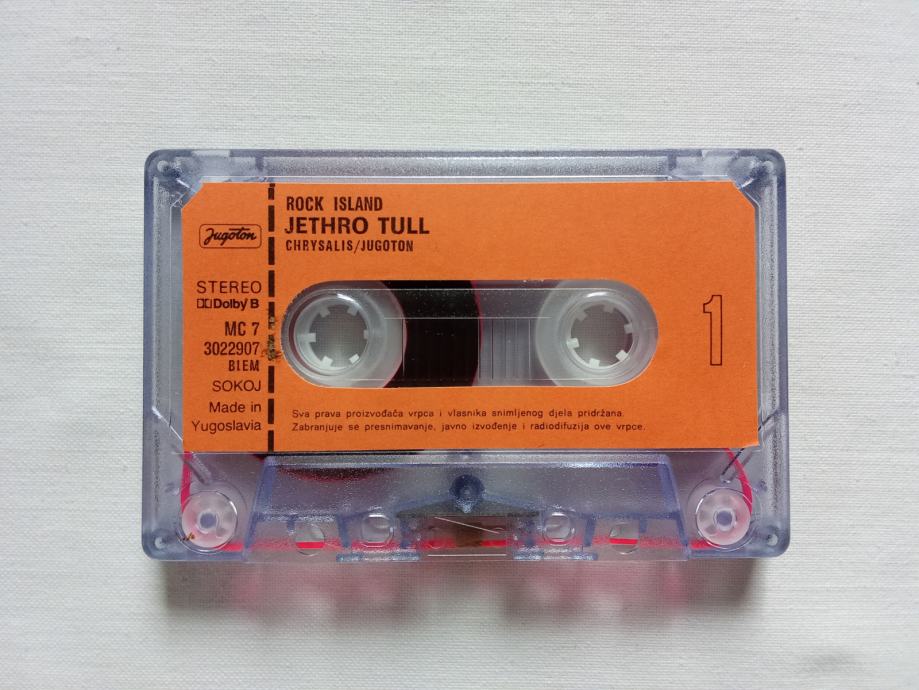 ROCK ISLAND
JETHRO TULL
CHRYSALIS/JUGOTON
Jugoton
STEREO
Dolby B
MC 7
3022907
BIEM
SOKOJ
Made in
Yugoslavia
1
Sva prava proizvođača vrpca i vlasnika snimljenog djela pridržana.
Zabranjuje se presnimavanje, javno izvođenje i radiodifuzija ove vrpce.